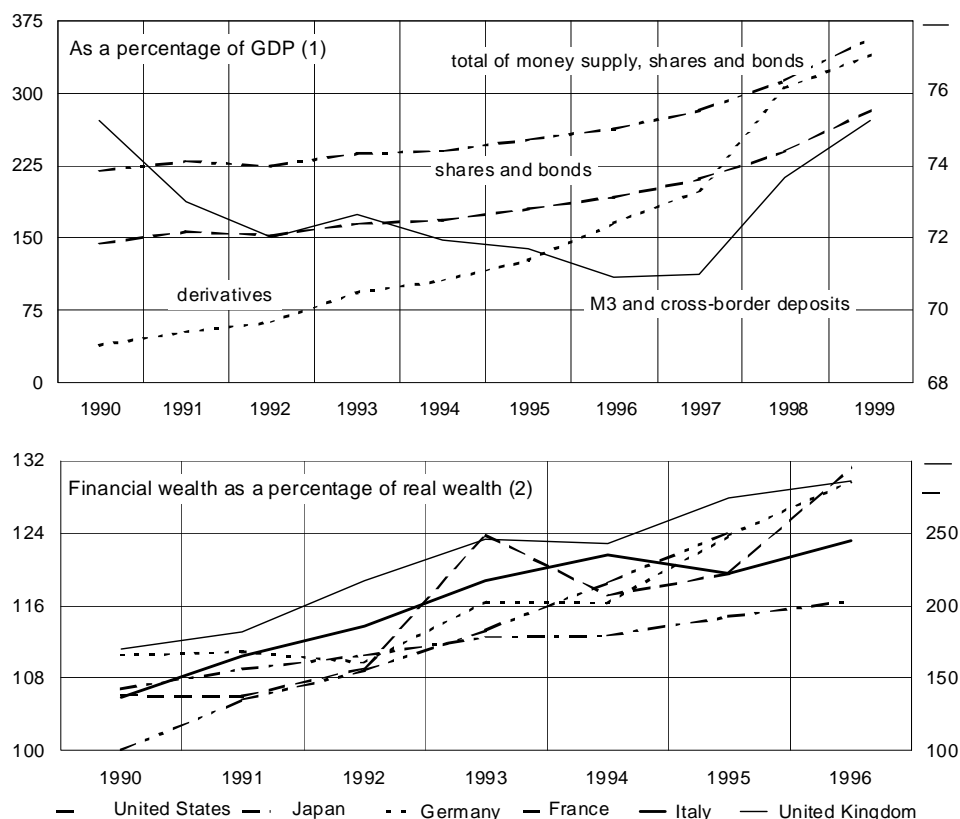 375
As a percentage of GDP (1)
total of money supply, shares and bonds
300
76
225
shares and bonds
74
150
72
derivatives
M3 and cross-border deposits
75
70
0
68
1990 1991 1992 1993 1994 1995 1996 1997 1998 1999
132
Financial wealth as a percentage of real wealth (2)
124
250
116
200
108
150
100
100
1990 1991 1992 1993 1994 1995 1996
United States Japan Germany France Italy United Kingdom